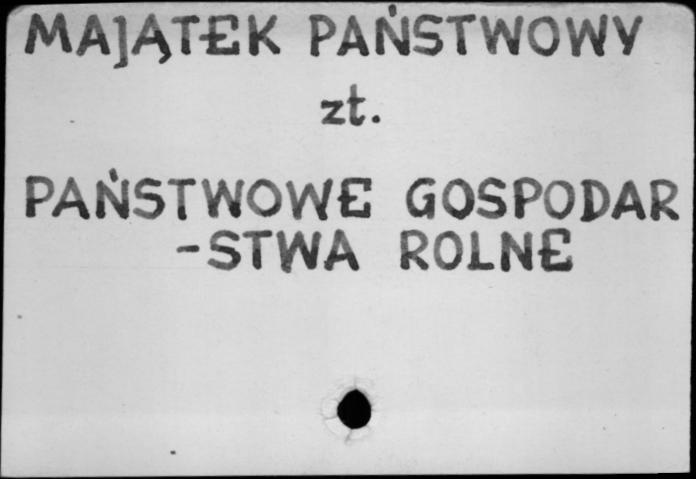 MAJĄTEK PAŃSTWOWY
zt.
PAŃSTWOWE GOSPODAR
-STWA ROLNE